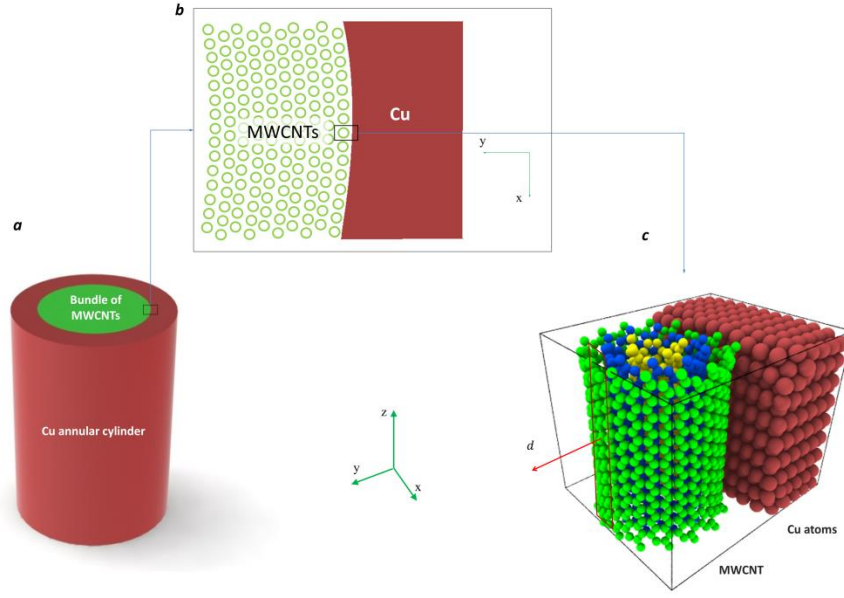 b
MWCNTs
Cu
y
x
a
Bundle of
MWCNTs
Cu annular cylinder
z
y
x
c
d
Cu atoms
MWCNT